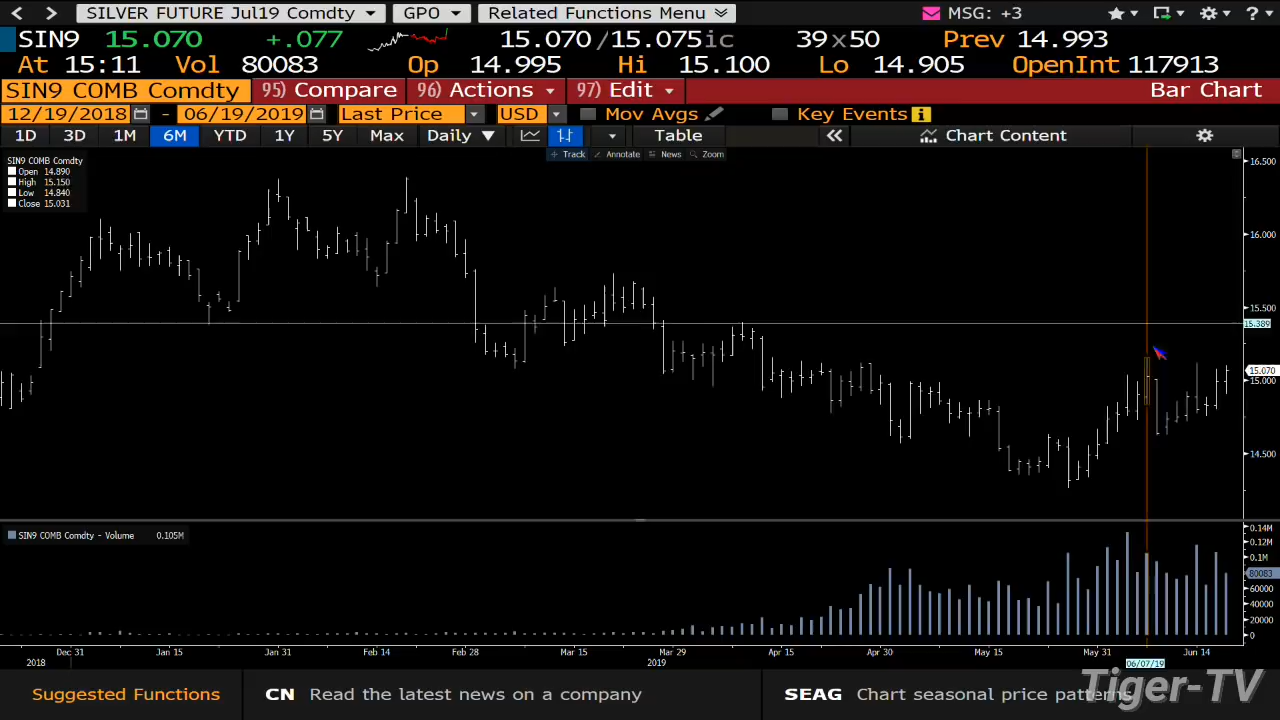 SILVER FUTURE Jul19 Comdty GPO Related Functions Menu MSG: +3 ?
SIN9 15.070 +.077 15.070/15.075ic 39x50 Prev 14.993
At 15:11 Vol 80083 Op 14.995 Hi 15.100 Lo 14.905 OpenInt 117913
SIN9 COMB Comdty 95) Compare 96) Actions 97) Edit Bar Chart
12/19/2018 - 06/19/2019 Last Price USD Mov Avgs Key Events i
1D 3D 1M 6M YTD 1Y 5Y Max Daily Table Chart Content
Track Annotate News Zoom
SIN9 COMB Comdty
Open 14.890
High 15.150
Low 14.840
Close 15.031
16.500
16.000
15.500
15.389
15.070
15.000
14.500
SIN9 COMB Comdty - Volume 0.105M
0.14M
0.12M
0.1M
80083
60000
40000
20000
0
Dec 31 Jan 15 Jan 31 Feb 14 Feb 28 Mar 15 Mar 29 Apr 15 Apr 30 May 15 May 31 Jun 14
2018 2019 06/07/19
Suggested Functions CN Read the latest news on a company SEAG Chart seasonal price patterns
Tiger-TV